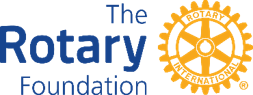 The
Rotary
Foundation
ROTARY
INTERNATIONAL
®